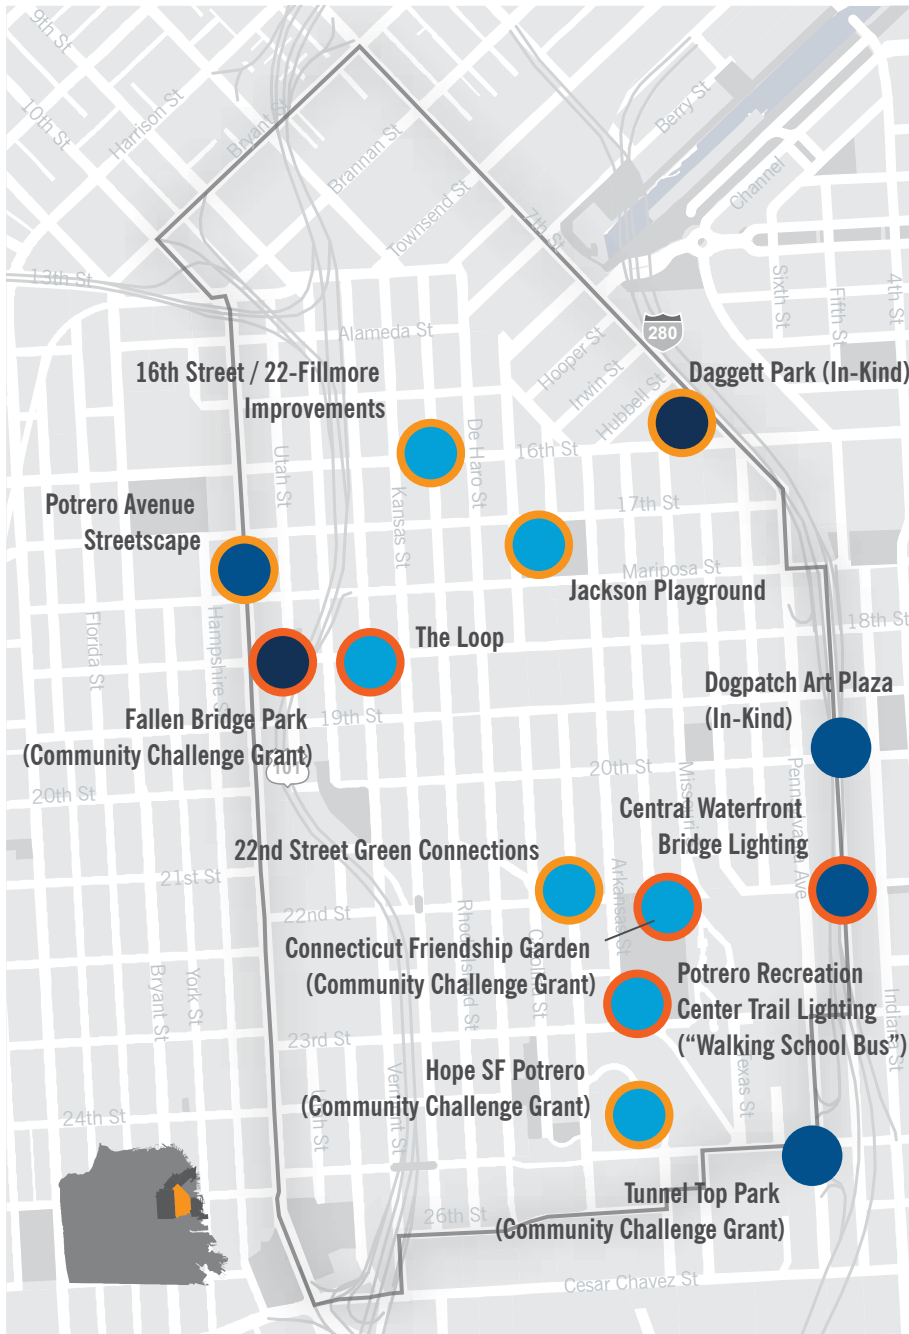 9th St
10th St
Harrison St
Bryant St
Brannan St
Townsend St
7th St
Berry St
Channel
13th St
Sixth St
Fifth St
4th St
Alameda St
280
Hooper St
Irwin St
Hubbell St
16th Street / 22-Fillmore
Improvements
Daggett Park (In-Kind)
Utah St
Kansas St
De Haro St
16th St
17th St
Potrero Avenue
Streetscape
Mariposa St
Jackson Playground
Florida St
Hampshire S
18th St
The Loop
Fallen Bridge Park
(Community Challenge Grant)
19th St
101
Dogpatch Art Plaza
(In-Kind)
20th St
20th St
Missouri
Pennsylvania Ave
Central Waterfront
Bridge Lighting
21st St
22nd Street Green Connections
22nd St
Arkansas St
Connecticut Friendship Garden
(Community Challenge Grant)
Bryant St
York St
Potrero Recreation
Center Trail Lighting
(“Walking School Bus”)
Indiana St
23rd St
Hope SF Potrero
(Community Challenge Grant)
Vermont St
Texas St
24th St
Tunnel Top Park
(Community Challenge Grant)
26th St
Cesar Chavez St